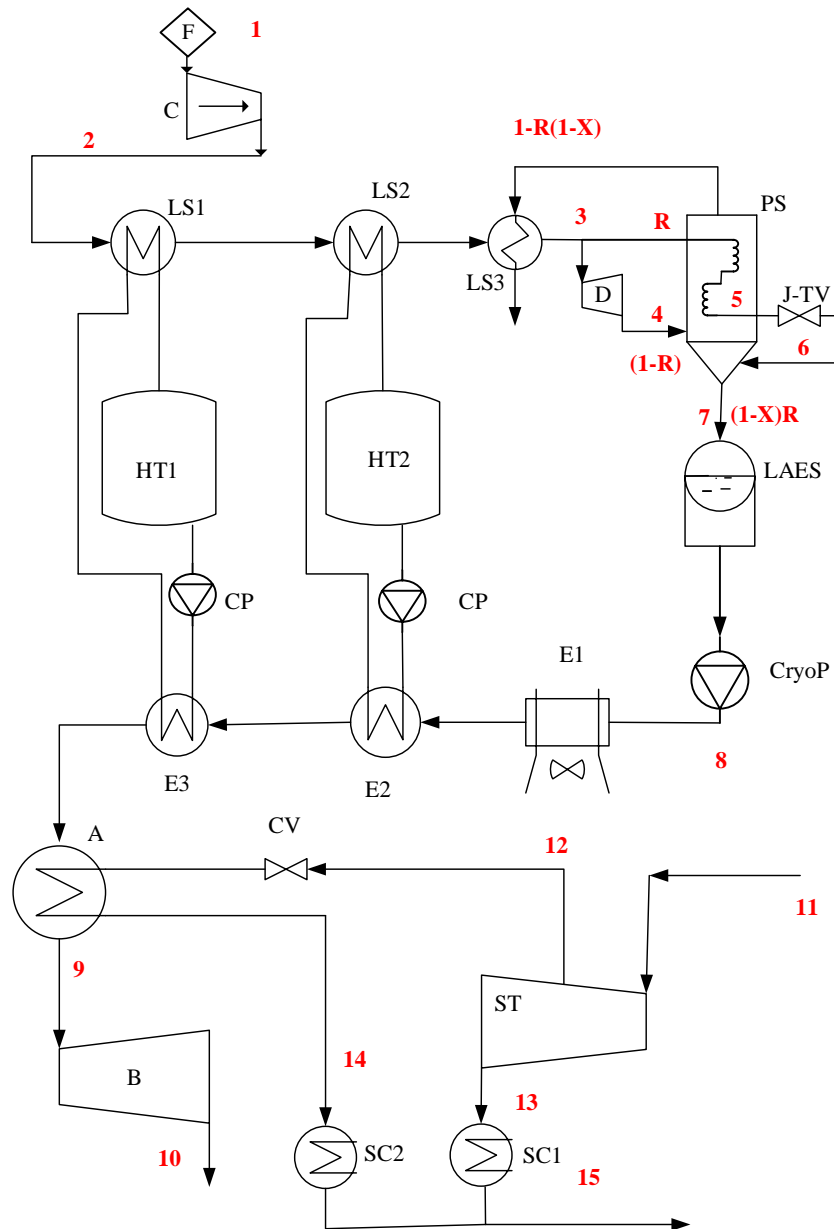 F
1
C
2
LS1
LS2
1-R(1-X)
3
R
PS
LS3
D
4
5
J-TV
6
(1-R)
7
(1-X)R
HT1
HT2
LAES
CP
CP
E1
CryoP
8
E3
E2
A
CV
12
11
9
ST
B
14
13
10
SC2
SC1
15